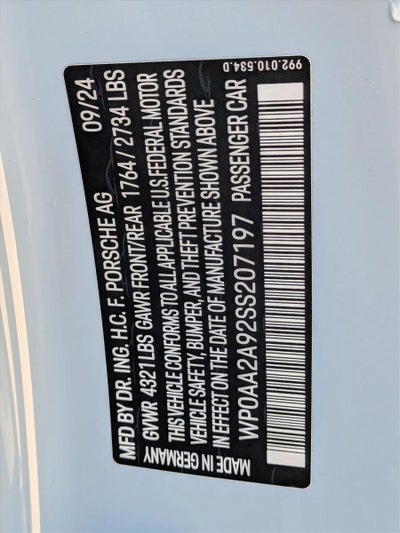 MFD BY DR. ING. H.C. F. PORSCHE AG 09/24
GVWR 4321 LBS GAWR FRONT/REAR 1764 / 2734 LBS
THIS VEHICLE CONFORMS TO ALL APPLICABLE U.S. FEDERAL MOTOR
VEHICLE SAFETY, BUMPER, AND THEFT PREVENTION STANDARDS
IN EFFECT ON THE DATE OF MANUFACTURE SHOWN ABOVE
WP0AA2A92SS207197 PASSENGER CAR
MADE IN GERMANY
992.010.534.D